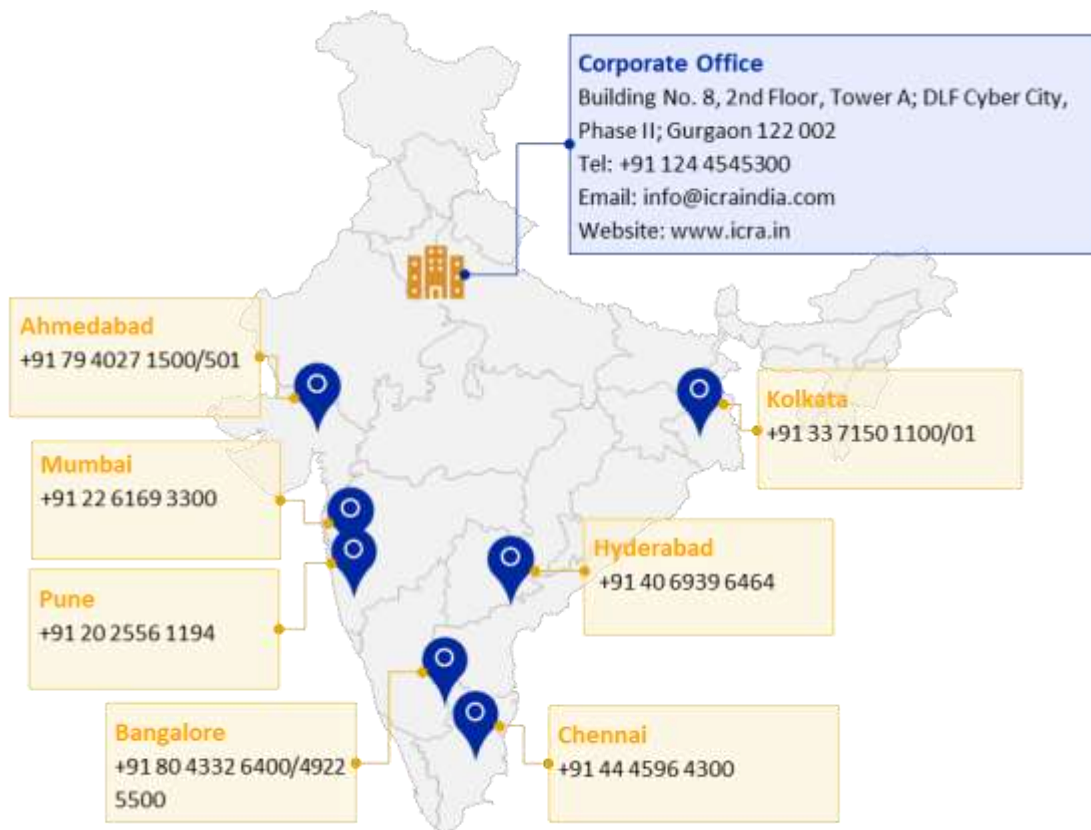 Corporate Office
Building No. 8, 2nd Floor, Tower A; DLF Cyber City,
Phase II; Gurgaon 122 002
Tel: +91 124 4545300
Email: info@icraindia.com
Website: www.icra.in
Ahmedabad
+91 79 4027 1500/501
Kolkata
+91 33 7150 1100/01
Mumbai
+91 22 6169 3300
Hyderabad
+91 40 6939 6464
Pune
+91 20 2556 1194
Bangalore
+91 80 4332 6400/4922
5500
Chennai
+91 44 4596 4300